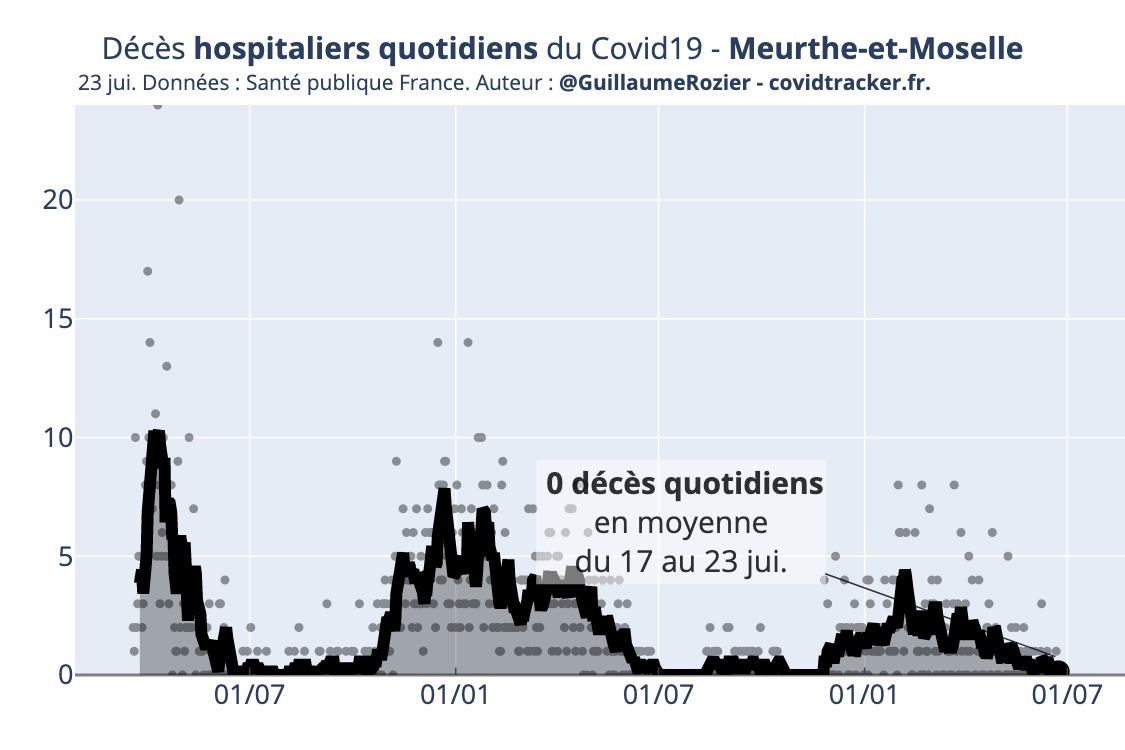 Décès hospitaliers quotidiens du Covid19 - Meurthe-et-Moselle
23 jui. Données : Santé publique France. Auteur : @GuillaumeRozier - covidtracker.fr.
20
15
10
5
0
0 décès quotidiens
en moyenne
du 17 au 23 jui.
01/07 01/01 01/07 01/01 01/07